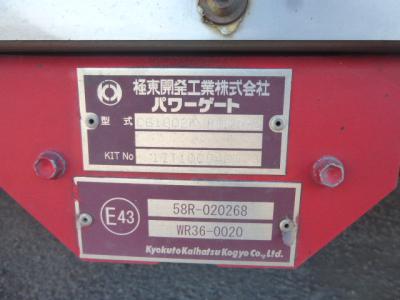 極東開発工業株式会社
パワーゲート
型式
KIT No
E43
58R-020268
WR36-0020
Kyokuto Kaihatsu Kogyo Co., Ltd.